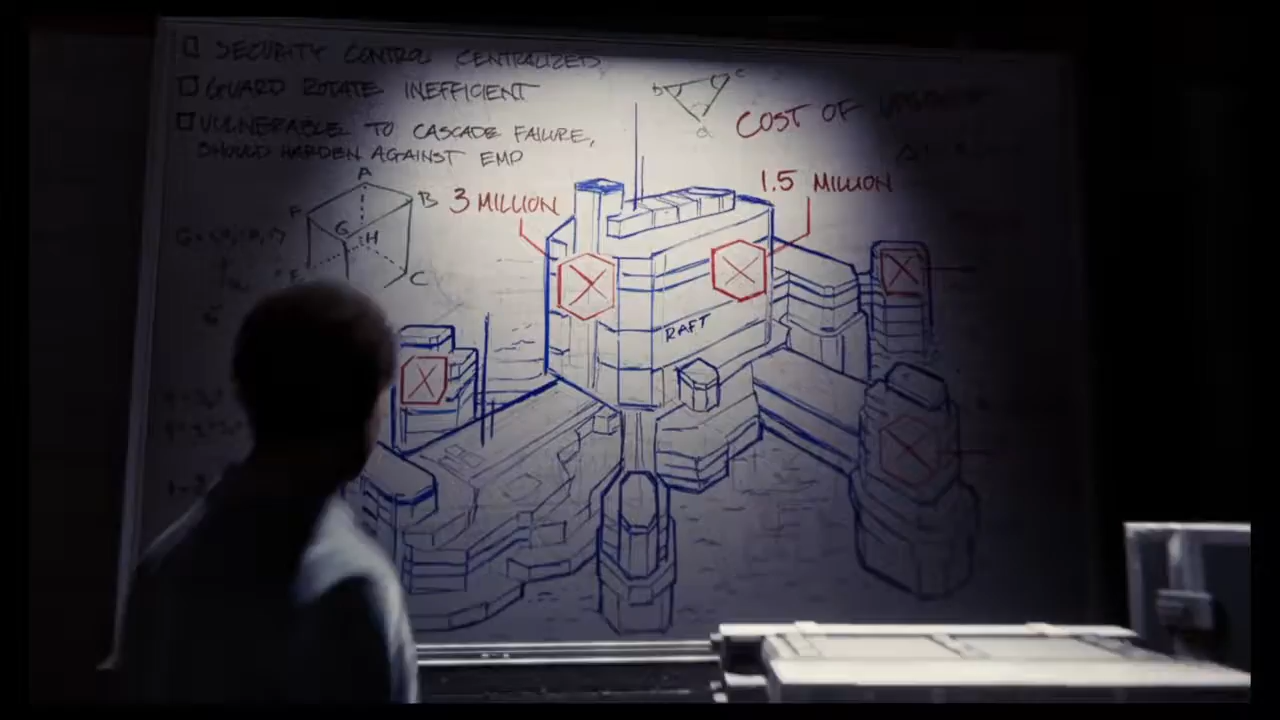 SECURITY CONTROL CENTRALIZED
GUARD ROTATE INEFFICIENT
VULNERABLE TO CASCADE FAILURE,
SHOULD HARDEN AGAINST EMP
b c
a
COST OF
3 MILLION
1.5 MILLION
A
B
F
G
H
E
C
RAFT